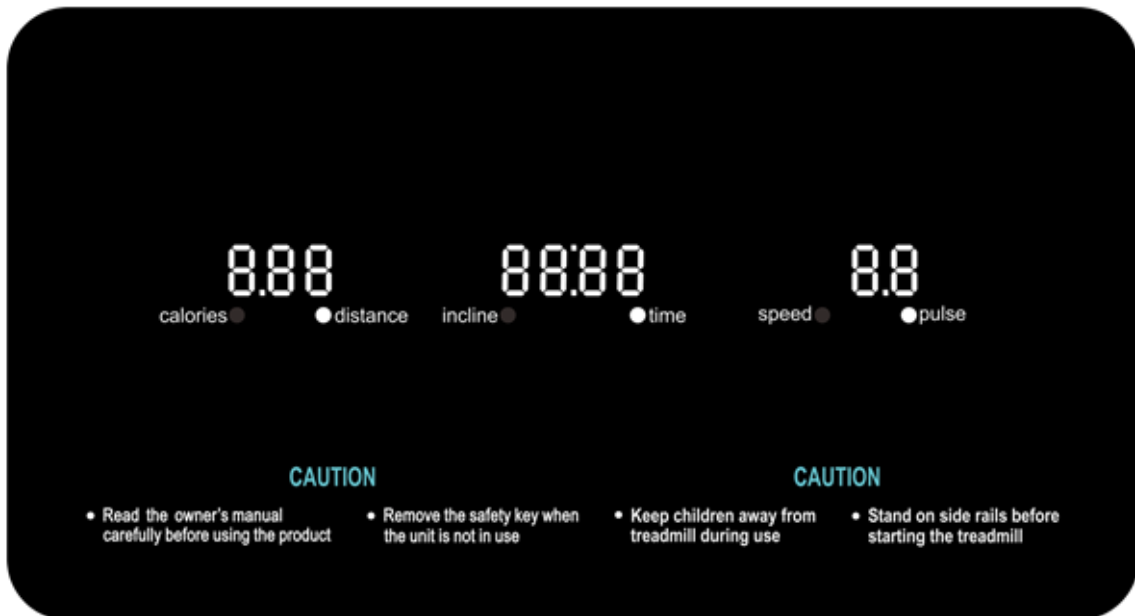 8.88 88:88 8.8
calories distance incline time speed pulse
CAUTION
• Read the owner's manual
carefully before using the product
• Remove the safety key when
the unit is not in use
CAUTION
• Keep children away from
treadmill during use
• Stand on side rails before
starting the treadmill